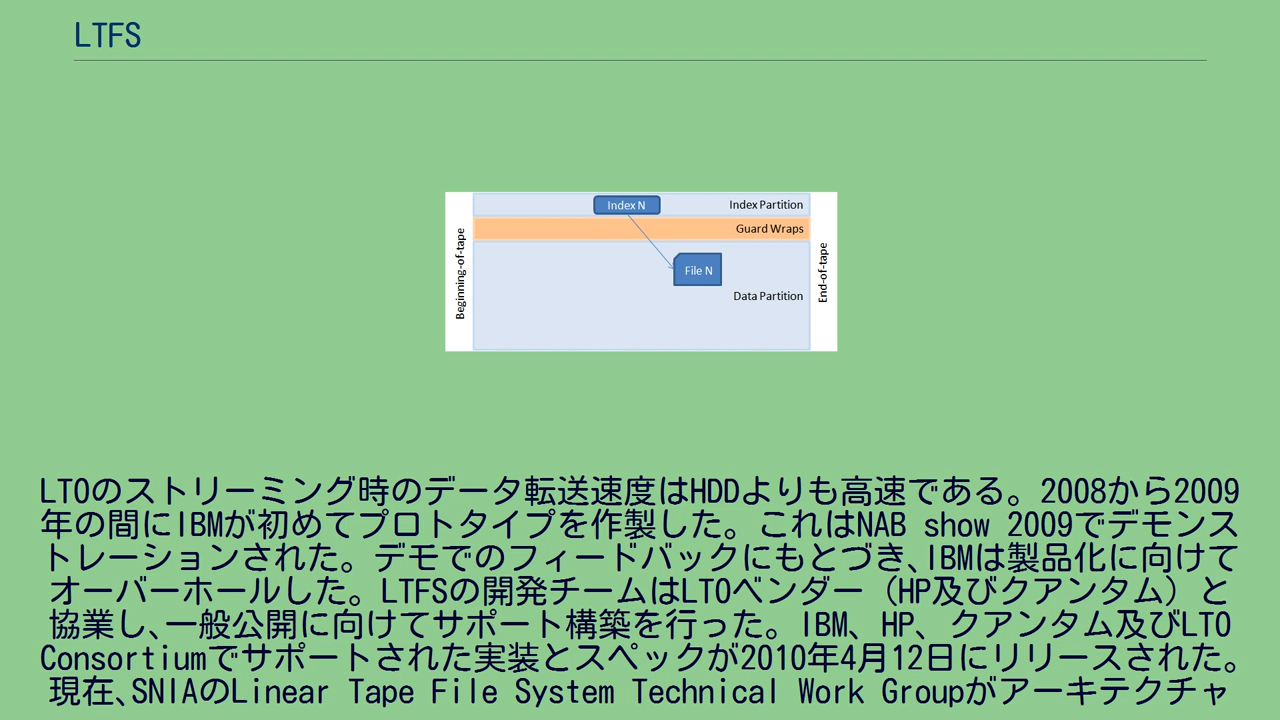 LTFS
Index N
Index Partition
Guard Wraps
File N
Data Partition
Beginning-of-tape
End-of-tape
LTOのストリーミング時のデータ転送速度はHDDよりも高速である。2008から2009
年の間にIBMが初めてプロトタイプを作製した。これはNAB show 2009でデモンス
トレーションされた。デモでのフィードバックにもとづき、IBMは製品化に向けて
オーバーホールした。LTFSの開発チームはLTOベンダー（HP及びクアンタム）と
協業し、一般公開に向けてサポート構築を行った。IBM、HP、クアンタム及びLTO
Consortiumでサポートされた実装とスペックが2010年4月12日にリリースされた。
現在、SNIAのLinear Tape File System Technical Work Groupがアーキテクチャ